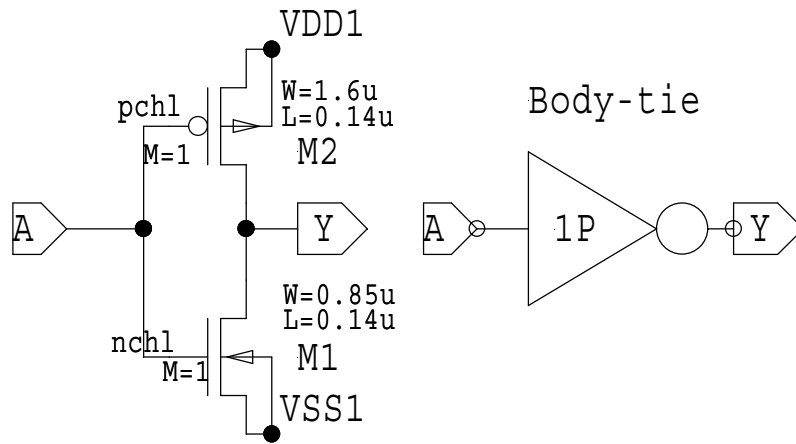 VDD1
pchl
W=1.6u
L=0.14u
M=1
M2
A
Y
W=0.85u
L=0.14u
nchl
M=1
M1
VSS1
Body-tie
A
1P
Y